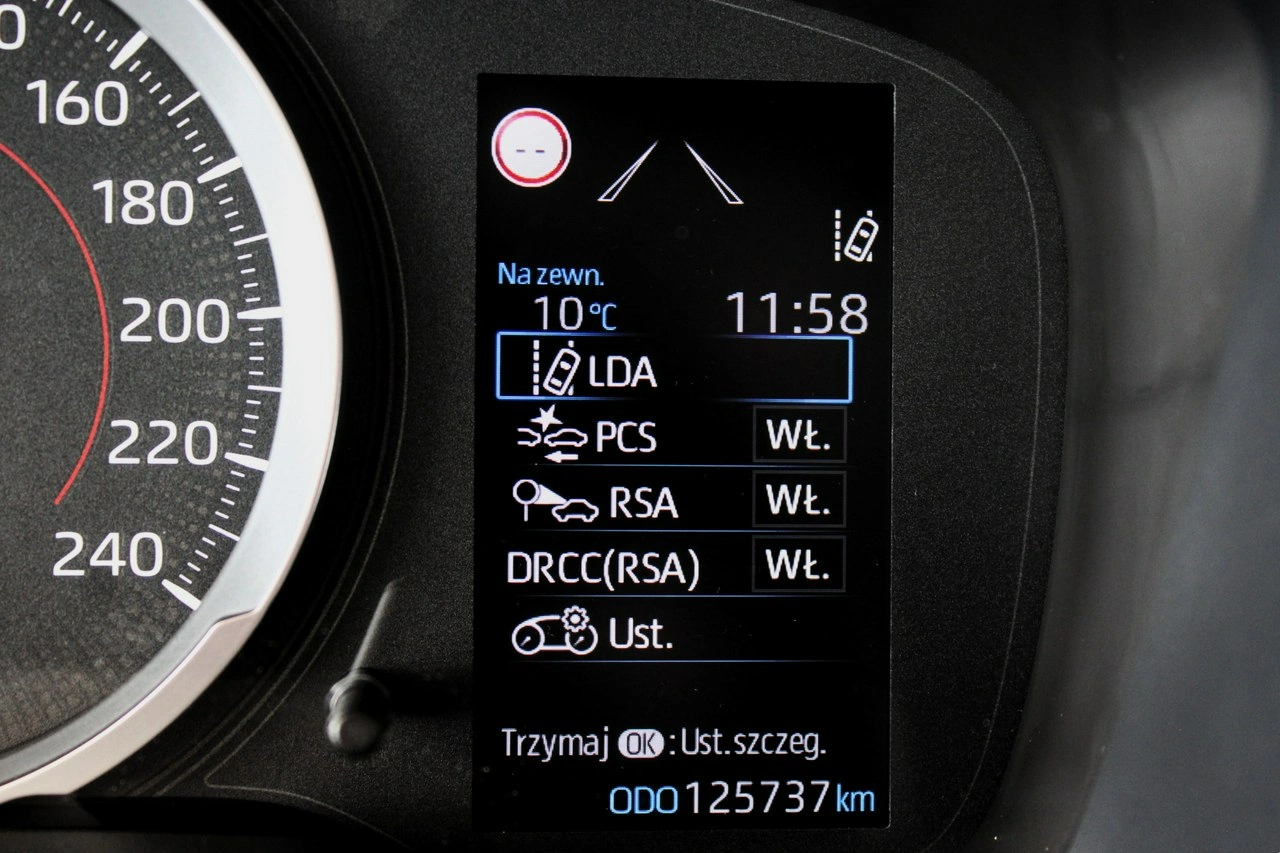 160
180
200
220
240
--
Na zewn.
10°C 11:58
LDA
PCS WŁ.
RSA WŁ.
DRCC(RSA) WŁ.
Ust.
Trzymaj OK : Ust. szczeg.
ODO 125737 km